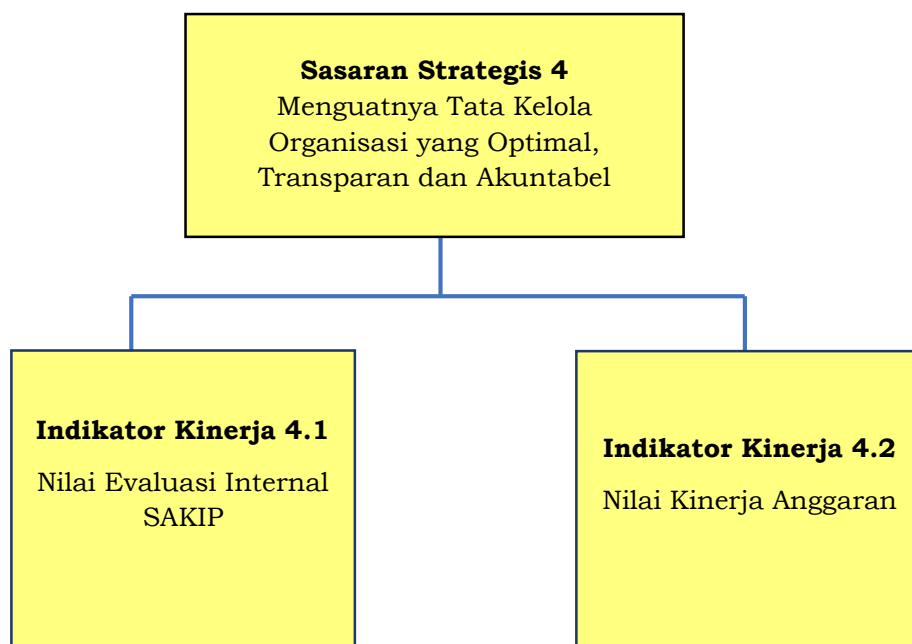 Sasaran Strategis 4
Menguatnya Tata Kelola
Organisasi yang Optimal,
Transparan dan Akuntabel
Indikator Kinerja 4.1
Nilai Evaluasi Internal
SAKIP
Indikator Kinerja 4.2
Nilai Kinerja Anggaran